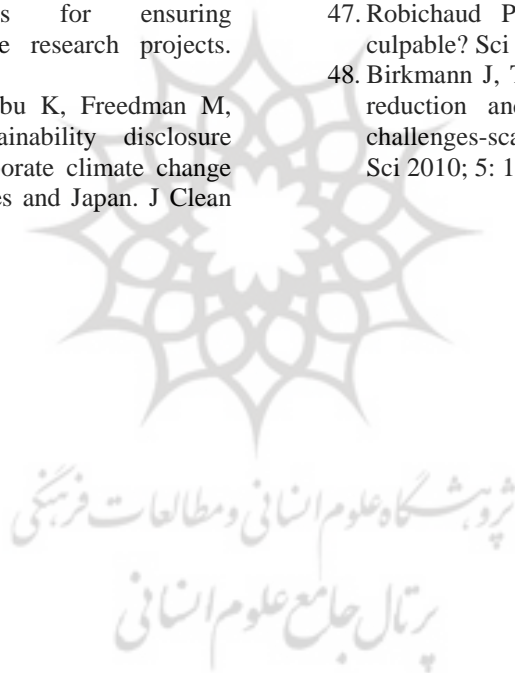 s for ensuring
e research projects.
bu K, Freedman M,
ainability disclosure
porate climate change
es and Japan. J Clean
47. Robichaud P
culpable? Sci
48. Birkmann J, T
reduction and
challenges-sca
Sci 2010; 5: 1
پژوهشگاه علوم انسانی و مطالعات فرهنگی
پرتال جامع علوم انسانی